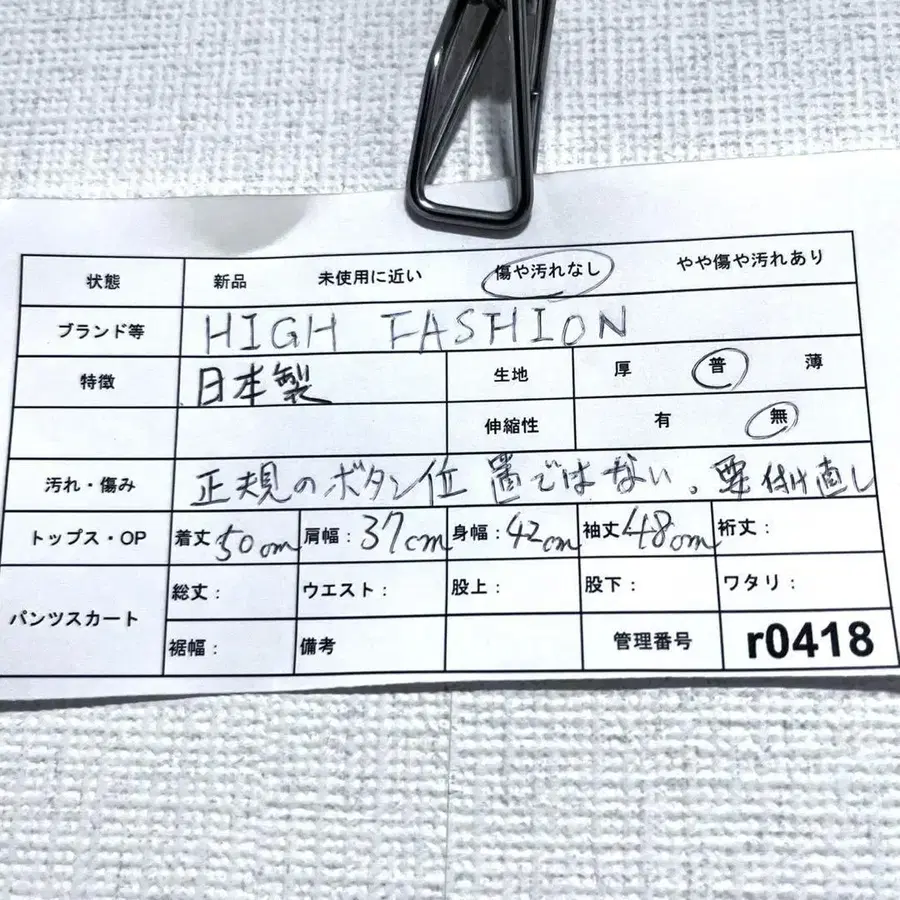 状態 新品 未使用に近い 傷や汚れなし やや傷や汚れあり
ブランド等 HIGH FASHION
特徴 日本製 生地 厚 普 薄
伸縮性 有 無
汚れ・傷み 正規のボタン位置ではない。要付け直し
トップス・OP 着丈 50cm 肩幅: 37cm 身幅: 42cm 袖丈 48cm 裄丈:
パンツスカート 総丈: ウエスト: 股上: 股下: ワタリ:
裾幅: 備考 管理番号 r0418